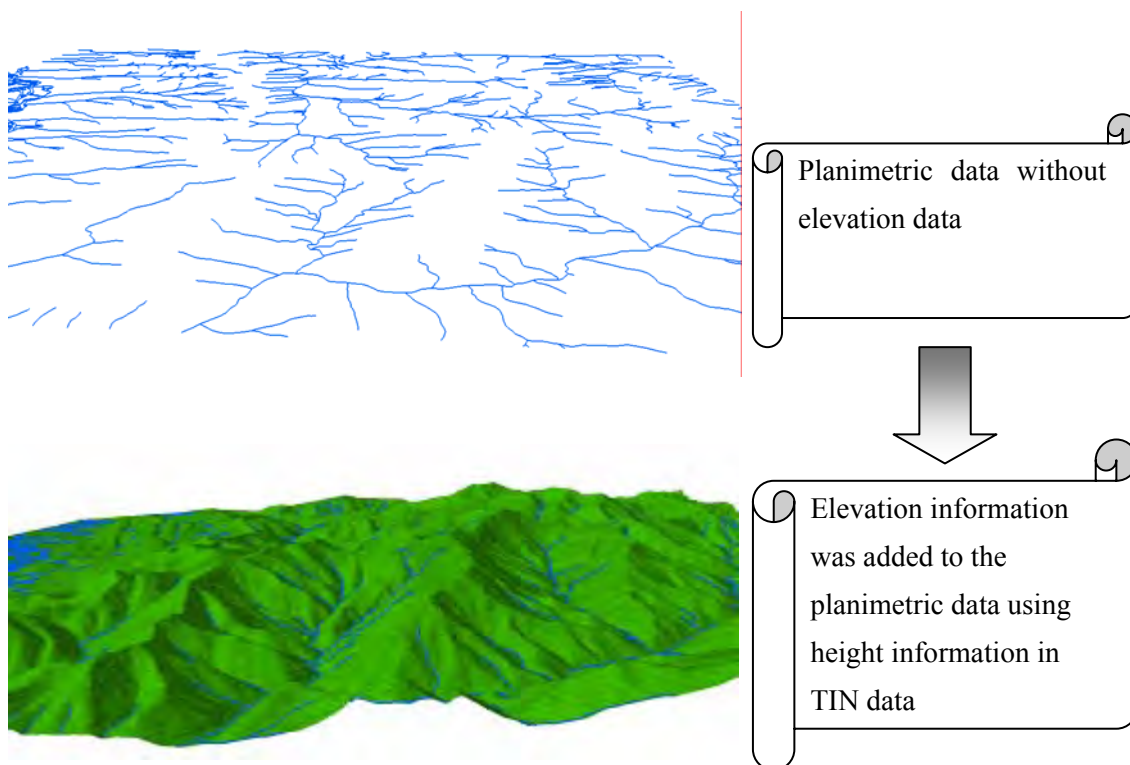 Planimetric data without
elevation data
Elevation information
was added to the
planimetric data using
height information in
TIN data